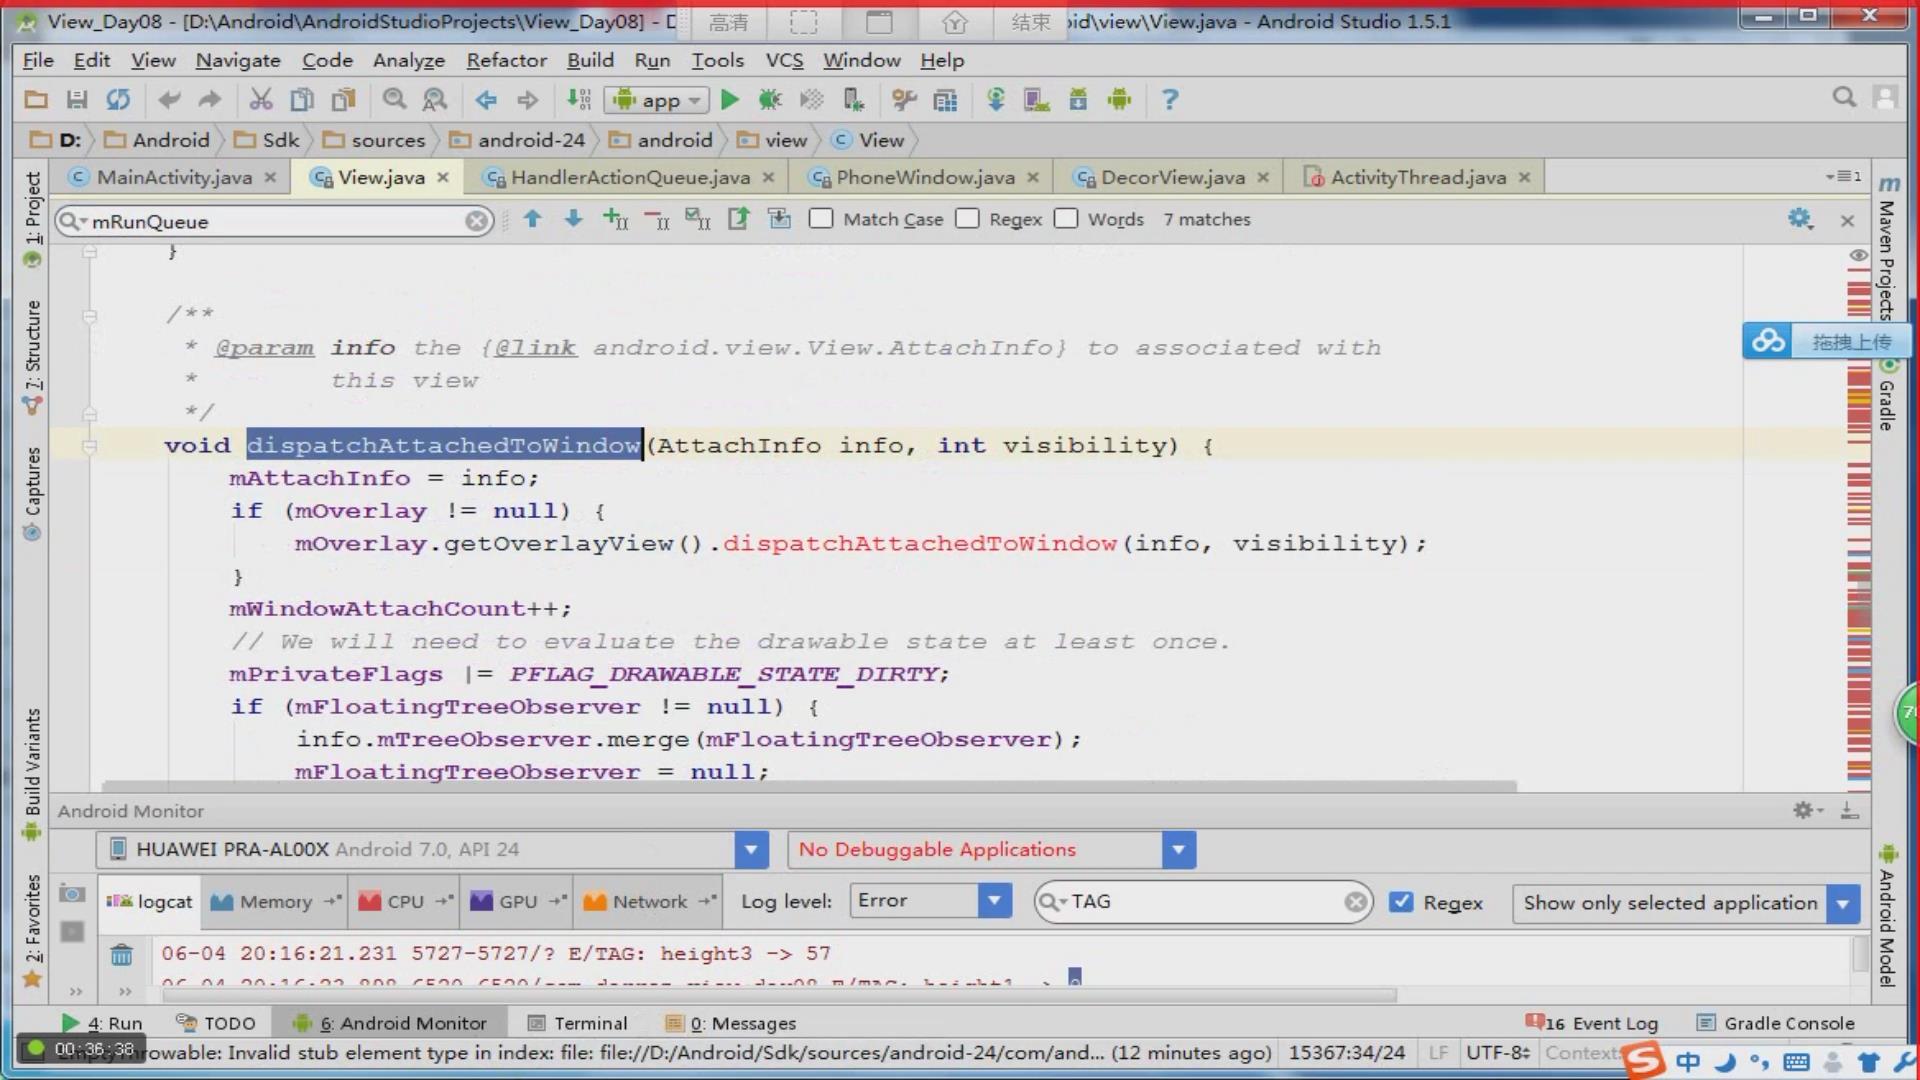 View_Day08 - [D:\Android\AndroidStudioProjects\View_Day08] - D
高清
结束
id\view\View.java - Android Studio 1.5.1
File Edit View Navigate Code Analyze Refactor Build Run Tools VCS Window Help
app
D: Android Sdk sources android-24 android view View
MainActivity.java View.java HandlerActionQueue.java PhoneWindow.java DecorView.java ActivityThread.java
mRunQueue Match Case Regex Words 7 matches
}
/**
* @param info the {@link android.view.View.AttachInfo} to associated with
* this view
*/
void dispatchAttachedToWindow(AttachInfo info, int visibility) {
mAttachInfo = info;
if (mOverlay != null) {
mOverlay.getOverlayView().dispatchAttachedToWindow(info, visibility);
}
mWindowAttachCount++;
// We will need to evaluate the drawable state at least once.
mPrivateFlags |= PFLAG_DRAWABLE_STATE_DIRTY;
if (mFloatingTreeObserver != null) {
info.mTreeObserver.merge(mFloatingTreeObserver);
mFloatingTreeObserver = null;
1: Project
7: Structure
Captures
Build Variants
2: Favorites
Maven Projects
拖拽上传
Gradle
Android Model
Android Monitor
HUAWEI PRA-AL00X Android 7.0, API 24
No Debuggable Applications
logcat Memory CPU GPU Network Log level: Error TAG Regex Show only selected application
06-04 20:16:21.231 5727-5727/? E/TAG: height3 -> 57
4: Run TODO 6: Android Monitor Terminal 0: Messages 16 Event Log Gradle Console
00:36:38
rowable: Invalid stub element type in index: file: file://D:/Android/Sdk/sources/android-24/com/and... (12 minutes ago) 15367:34/24 LF UTF-8 Context:
中